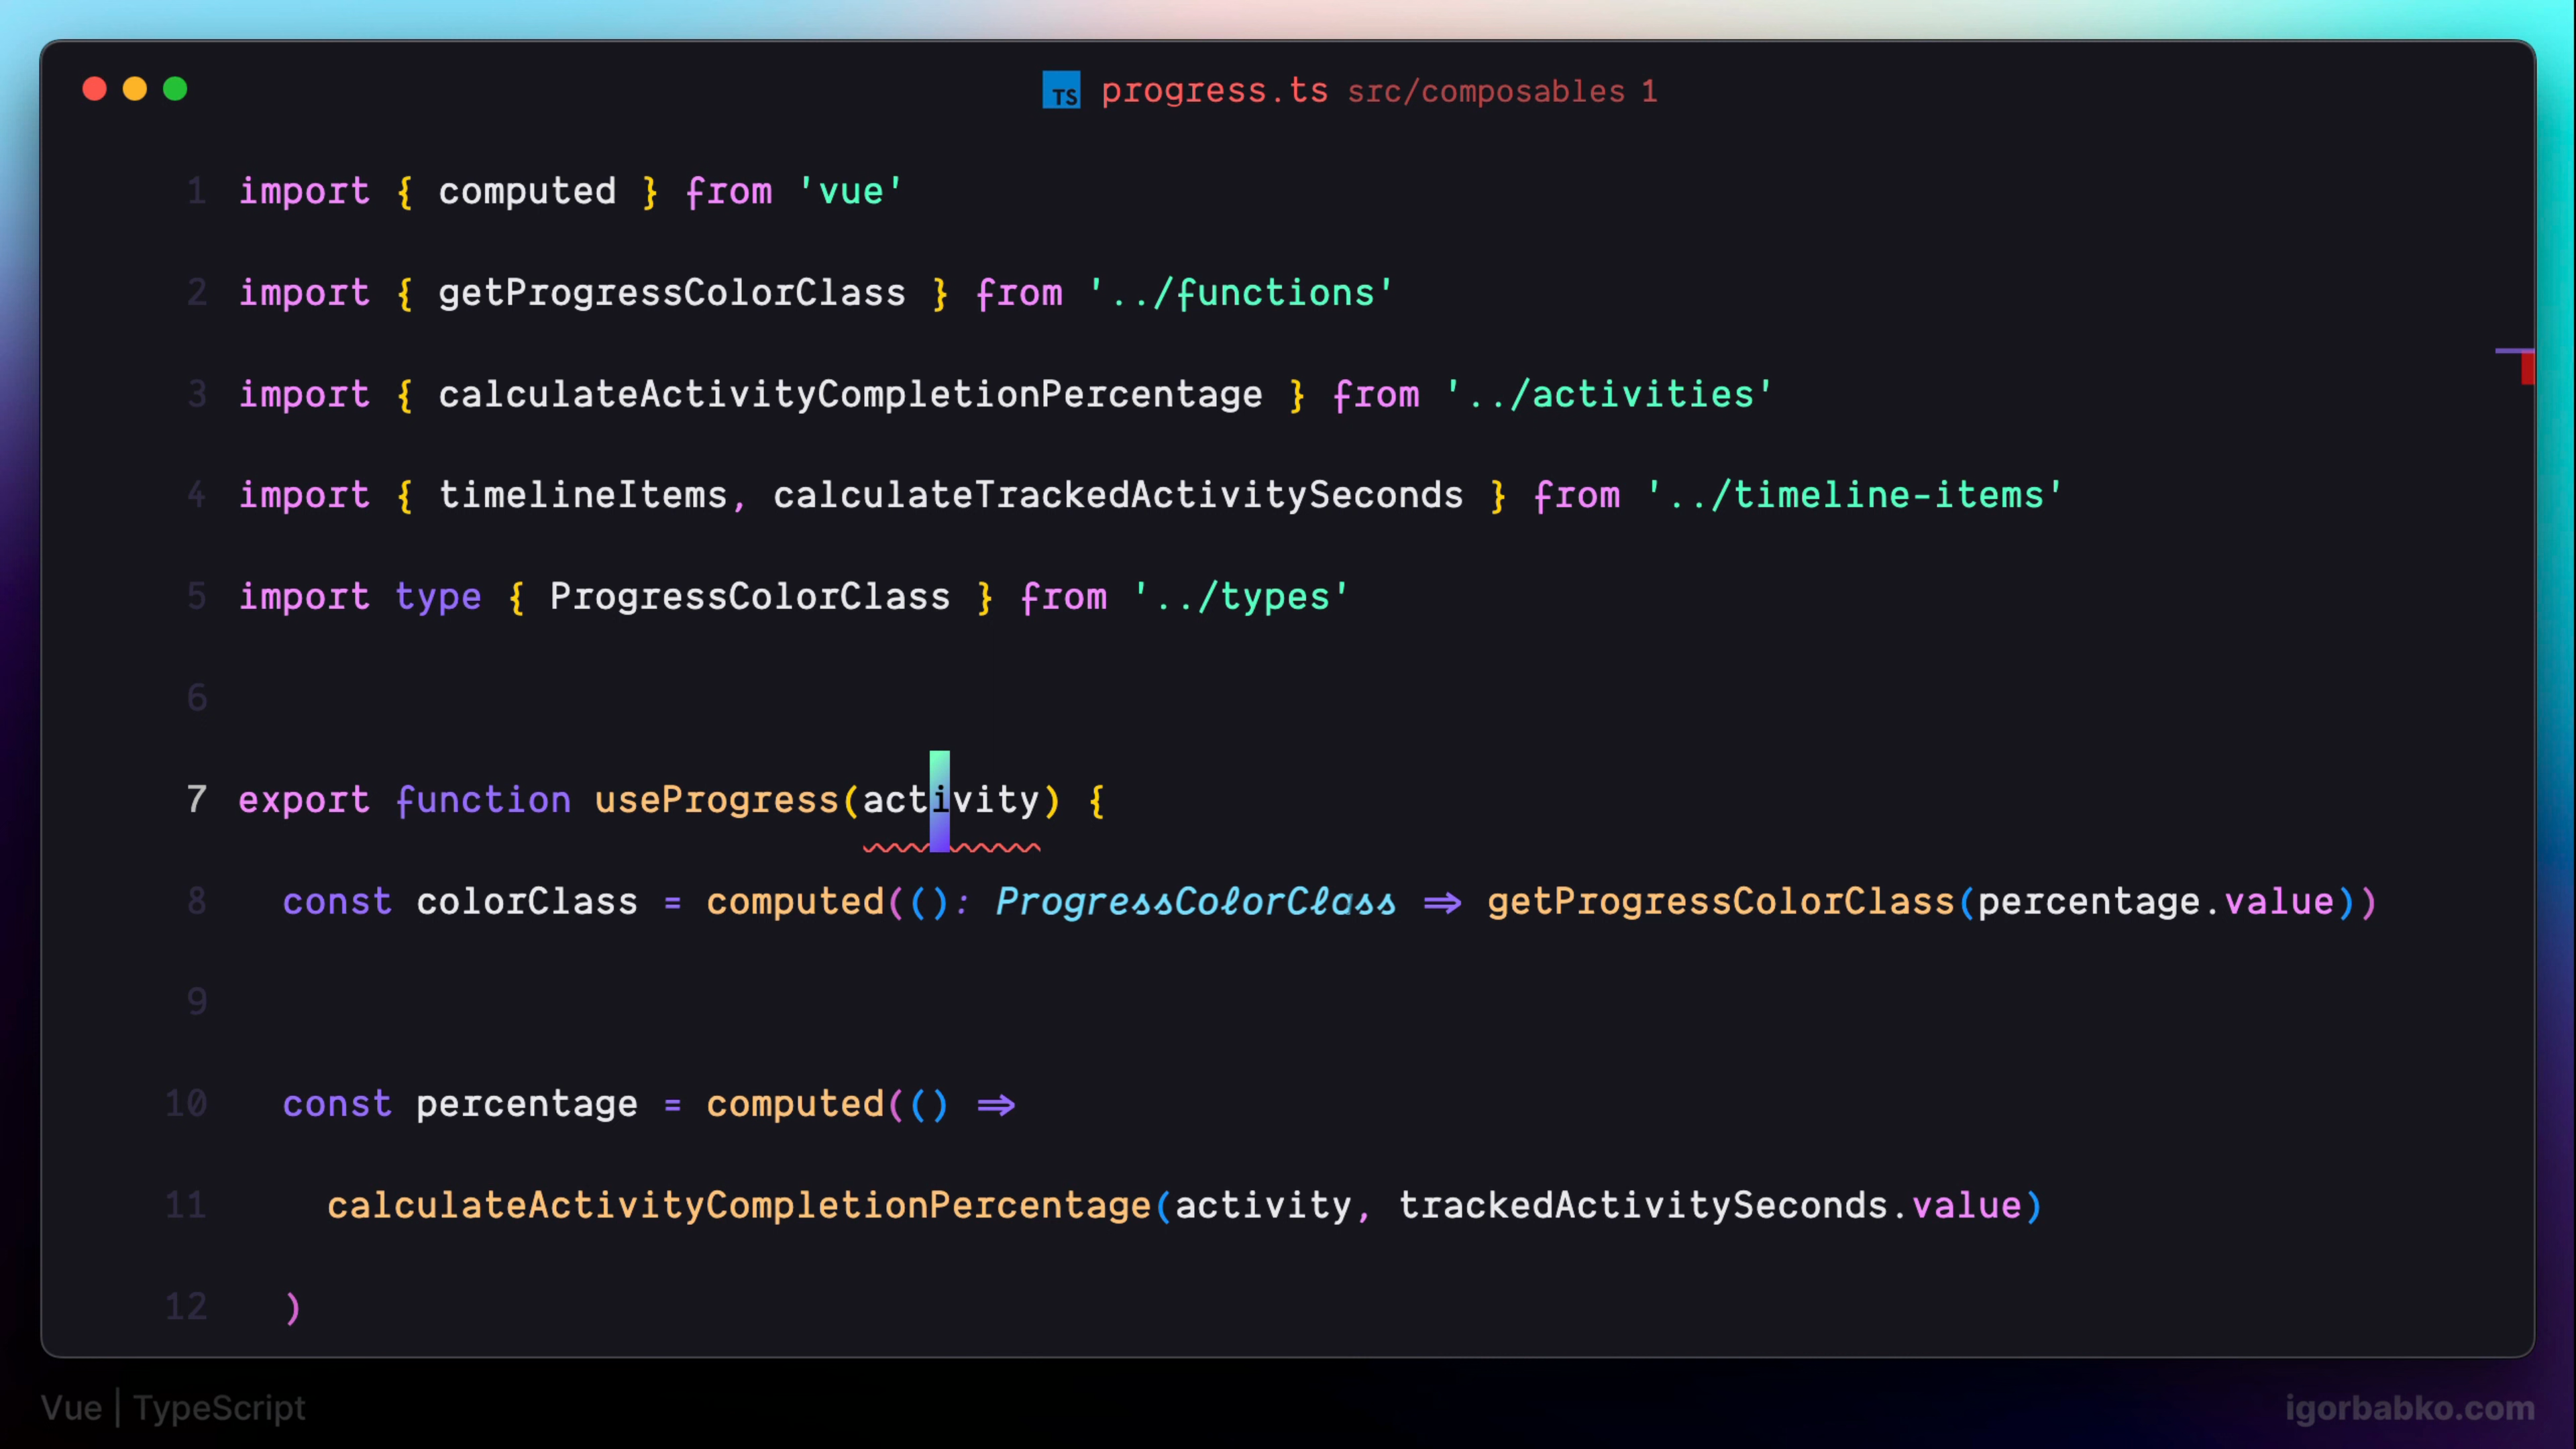 TS progress.ts src/composables 1
1 import { computed } from 'vue'
2 import { getProgressColorClass } from '../functions'
3 import { calculateActivityCompletionPercentage } from '../activities'
4 import { timelineItems, calculateTrackedActivitySeconds } from '../timeline-items'
5 import type { ProgressColorClass } from '../types'
6
7 export function useProgress(activity) {
8 const colorClass = computed((): ProgressColorClass => getProgressColorClass(percentage.value))
9
10 const percentage = computed(() =>
11 calculateActivityCompletionPercentage(activity, trackedActivitySeconds.value)
12 )
Vue | TypeScript
igorbabko.com